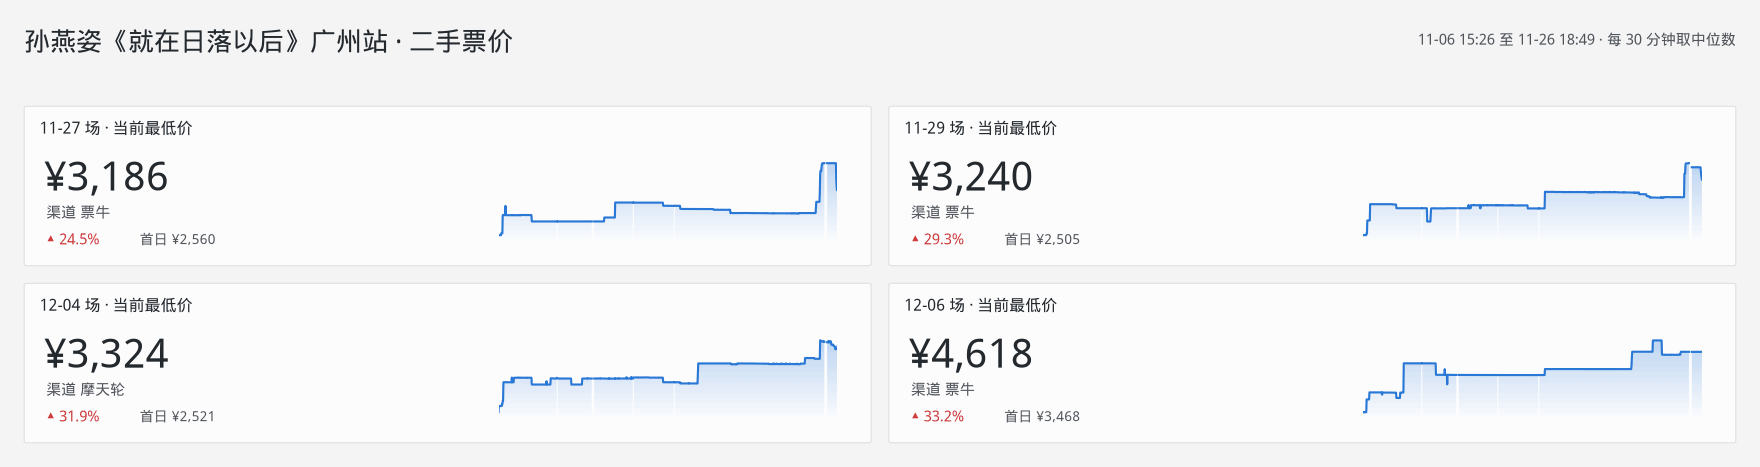 孙燕姿《就在日落以后》广州站 · 二手票价
11-06 15:26 至 11-26 18:49 · 每 30 分钟取中位数
11-27 场 · 当前最低价
¥3,186
渠道 票牛
▲ 24.5% 首日 ¥2,560
11-29 场 · 当前最低价
¥3,240
渠道 票牛
▲ 29.3% 首日 ¥2,505
12-04 场 · 当前最低价
¥3,324
渠道 摩天轮
▲ 31.9% 首日 ¥2,521
12-06 场 · 当前最低价
¥4,618
渠道 票牛
▲ 33.2% 首日 ¥3,468